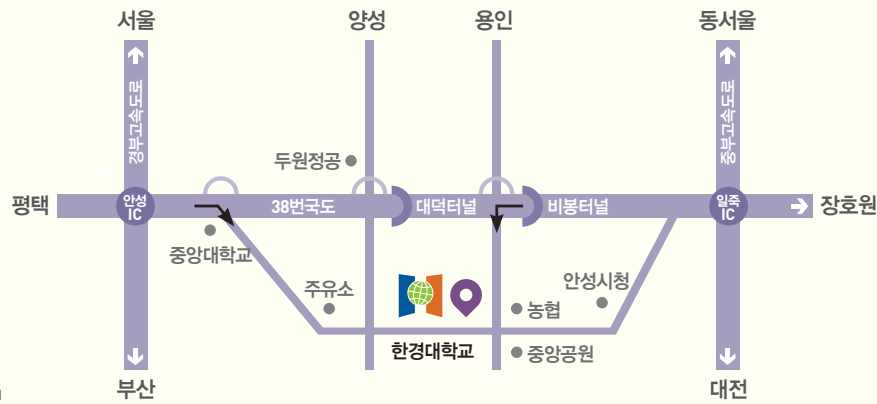 서울
양성
용인
동서울
경부고속도로
중부고속도로
두원정공
평택
안성
IC
38번국도
대덕터널
비봉터널
일죽
IC
장호원
중앙대학교
주유소
안성시청
농협
한경대학교
중앙공원
부산
대전